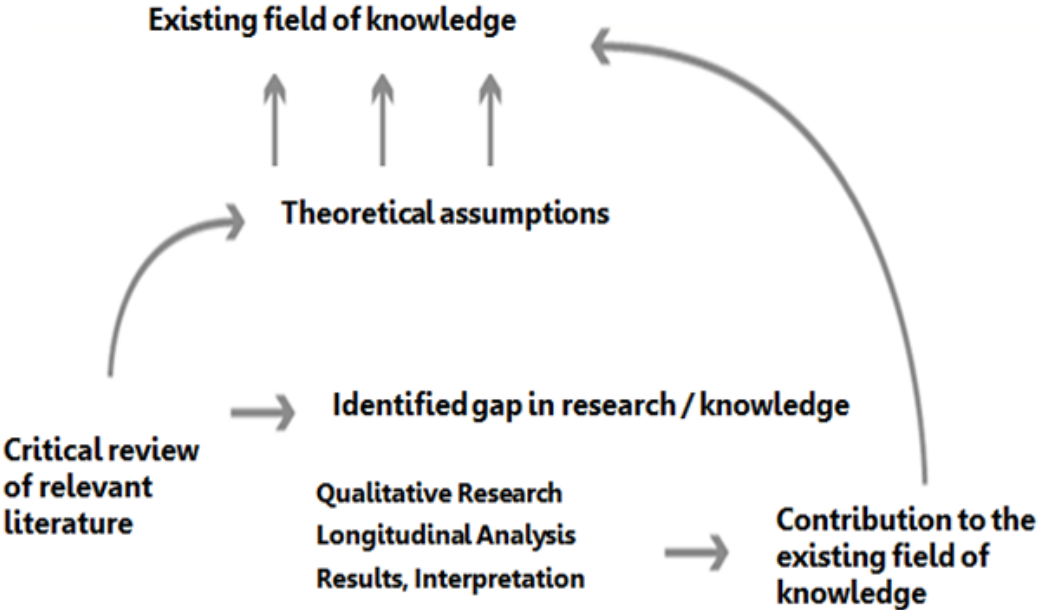 Existing field of knowledge
Theoretical assumptions
Identified gap in research / knowledge
Critical review
of relevant
literature
Qualitative Research
Longitudinal Analysis
Results, Interpretation
Contribution to the
existing field of
knowledge